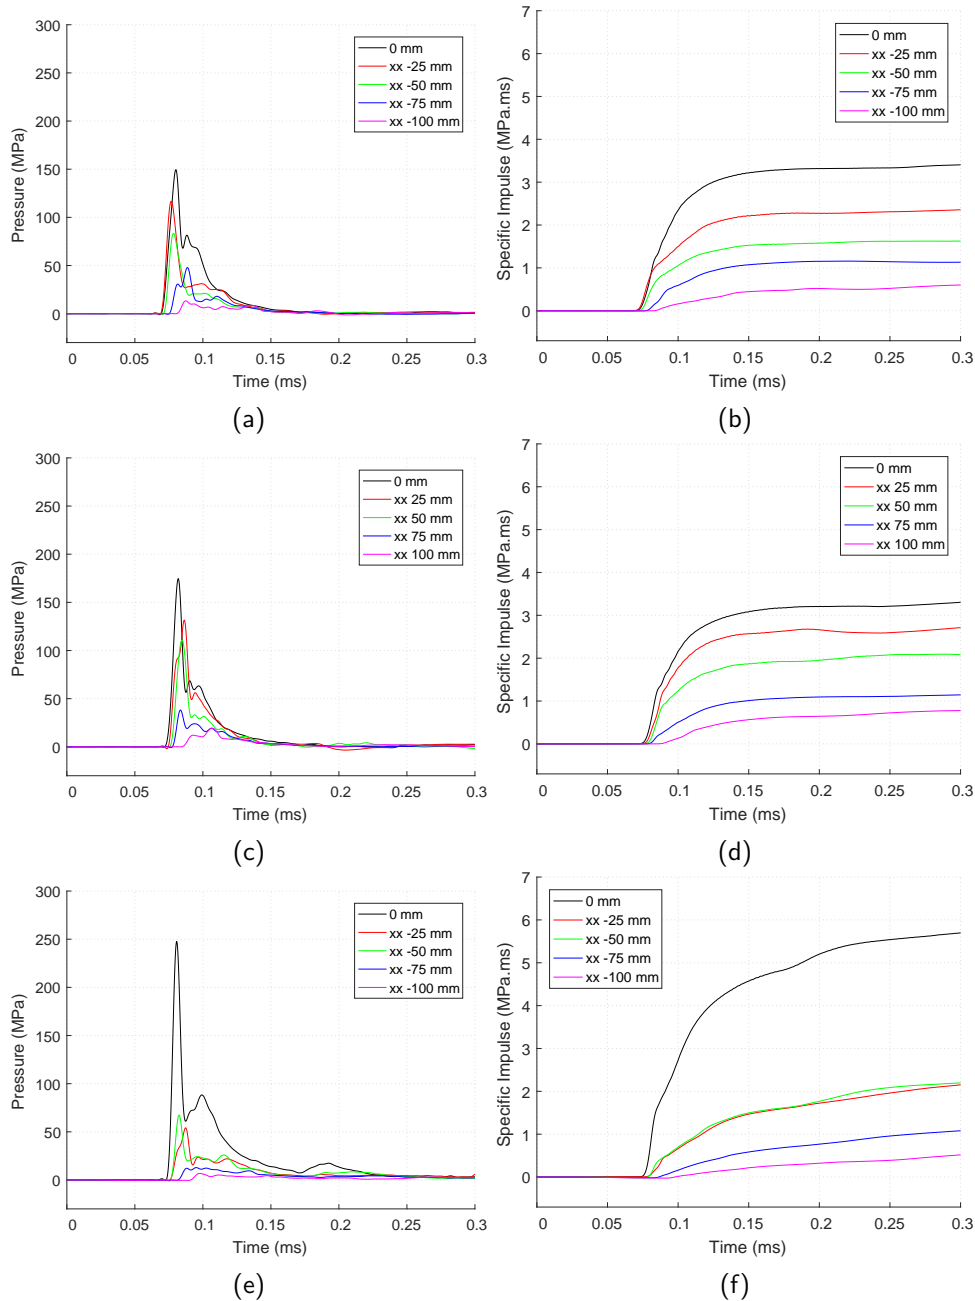 300
250
200
150
100
50
0
Pressure (MPa)
0 mm
xx -25 mm
xx -50 mm
xx -75 mm
xx -100 mm
0 0.05 0.1 0.15 0.2 0.25 0.3
Time (ms)
(a)
7
6
5
4
3
2
1
0
Specific Impulse (MPa.ms)
0 mm
xx -25 mm
xx -50 mm
xx -75 mm
xx -100 mm
0 0.05 0.1 0.15 0.2 0.25 0.3
Time (ms)
(b)
300
250
200
150
100
50
0
Pressure (MPa)
0 mm
xx 25 mm
xx 50 mm
xx 75 mm
xx 100 mm
0 0.05 0.1 0.15 0.2 0.25 0.3
Time (ms)
(c)
7
6
5
4
3
2
1
0
Specific Impulse (MPa.ms)
0 mm
xx 25 mm
xx 50 mm
xx 75 mm
xx 100 mm
0 0.05 0.1 0.15 0.2 0.25 0.3
Time (ms)
(d)
300
250
200
150
100
50
0
Pressure (MPa)
0 mm
xx -25 mm
xx -50 mm
xx -75 mm
xx -100 mm
0 0.05 0.1 0.15 0.2 0.25 0.3
Time (ms)
(e)
7
6
5
4
3
2
1
0
Specific Impulse (MPa.ms)
0 mm
xx -25 mm
xx -50 mm
xx -75 mm
xx -100 mm
0 0.05 0.1 0.15 0.2 0.25 0.3
Time (ms)
(f)